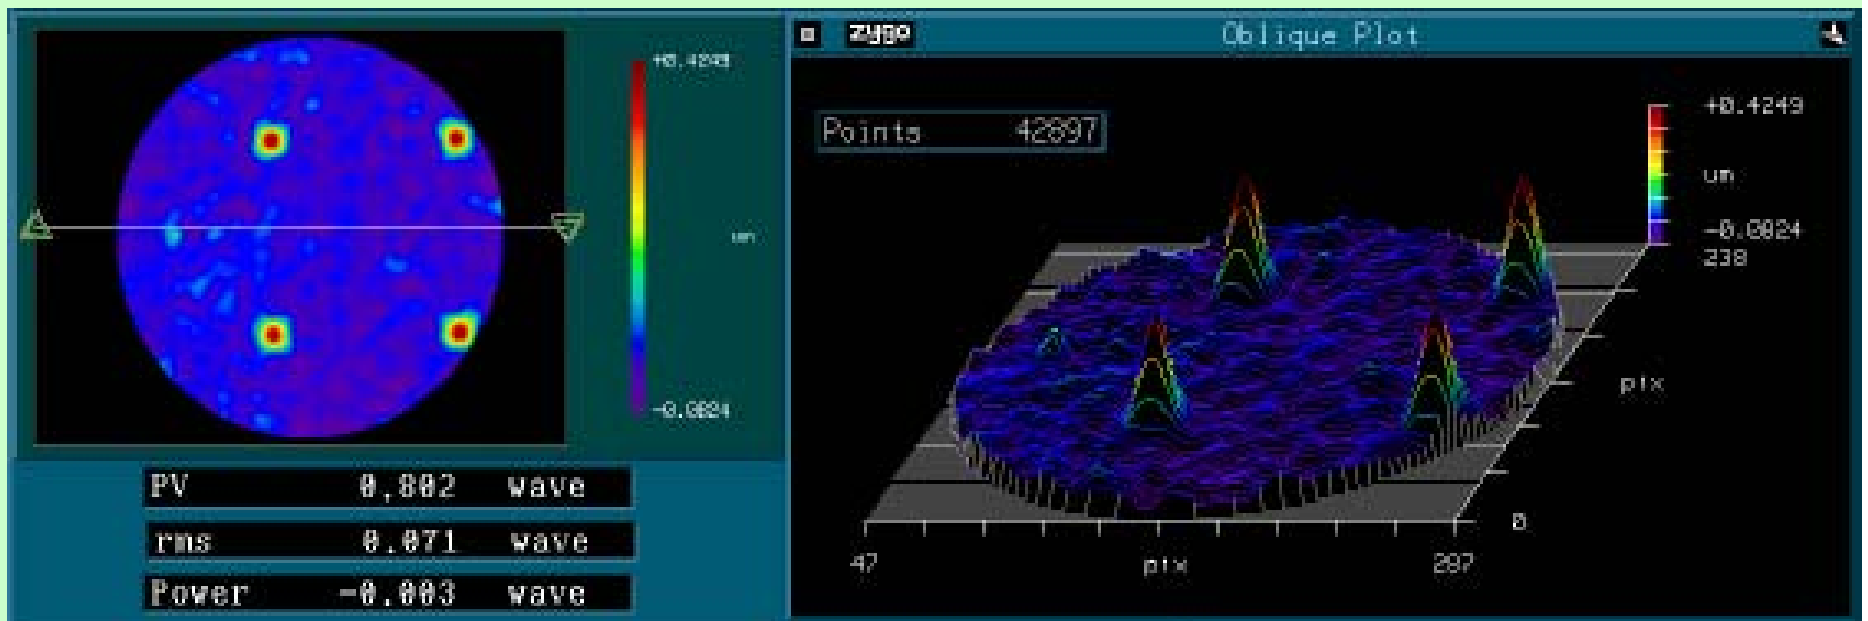 +0.4249
um
-0.0824
PV 0.802 wave
rms 0.071 wave
Power -0.003 wave
zygo
Oblique Plot
Points 42897
+0.4249
um
-0.0824
238
pix
0
47
pix
287